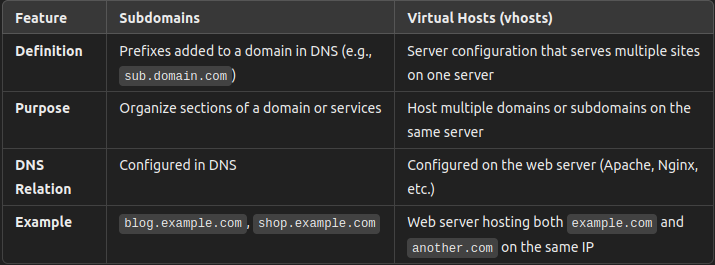 Feature Subdomains Virtual Hosts (vhosts)
Definition Prefixes added to a domain in DNS (e.g., Server configuration that serves multiple sites
sub.domain.com) on one server
Purpose Organize sections of a domain or services Host multiple domains or subdomains on the
same server
DNS Configured in DNS Configured on the web server (Apache, Nginx,
Relation etc.)
Example blog.example.com, shop.example.com Web server hosting both example.com and
another.com on the same IP